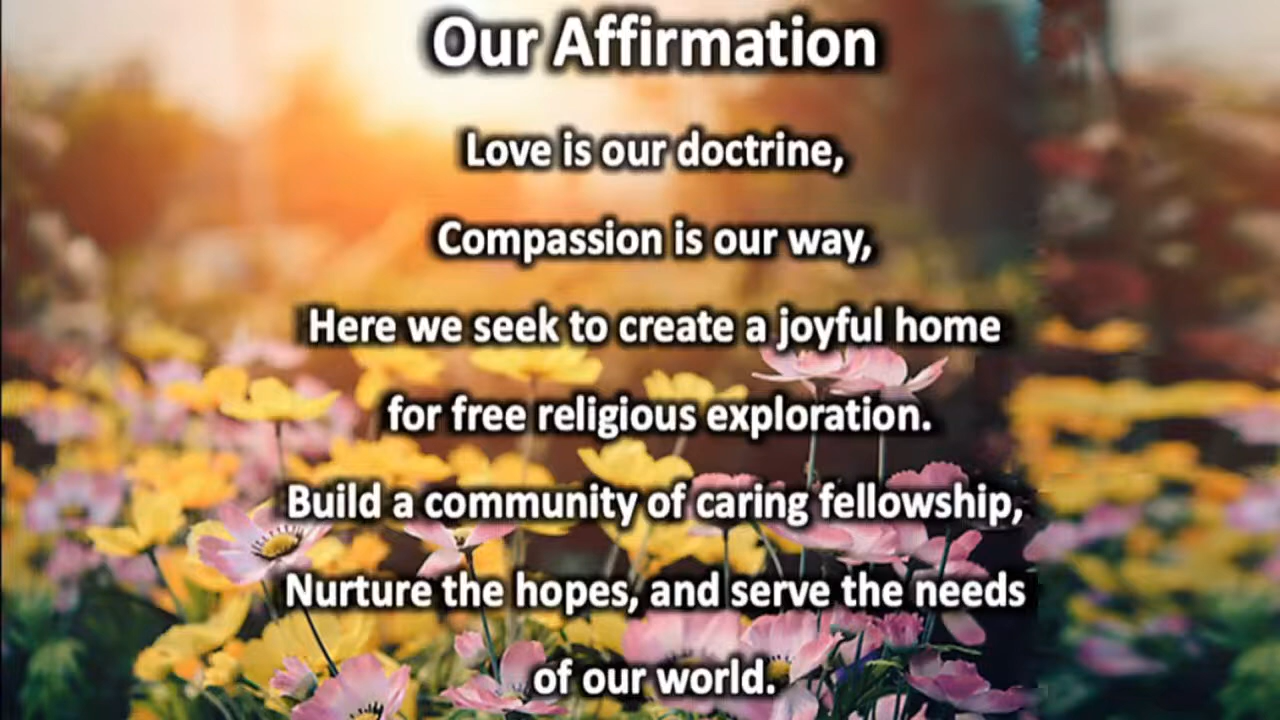 Our Affirmation
Love is our doctrine,
Compassion is our way,
Here we seek to create a joyful home
for free religious exploration.
Build a community of caring fellowship,
Nurture the hopes, and serve the needs
of our world.